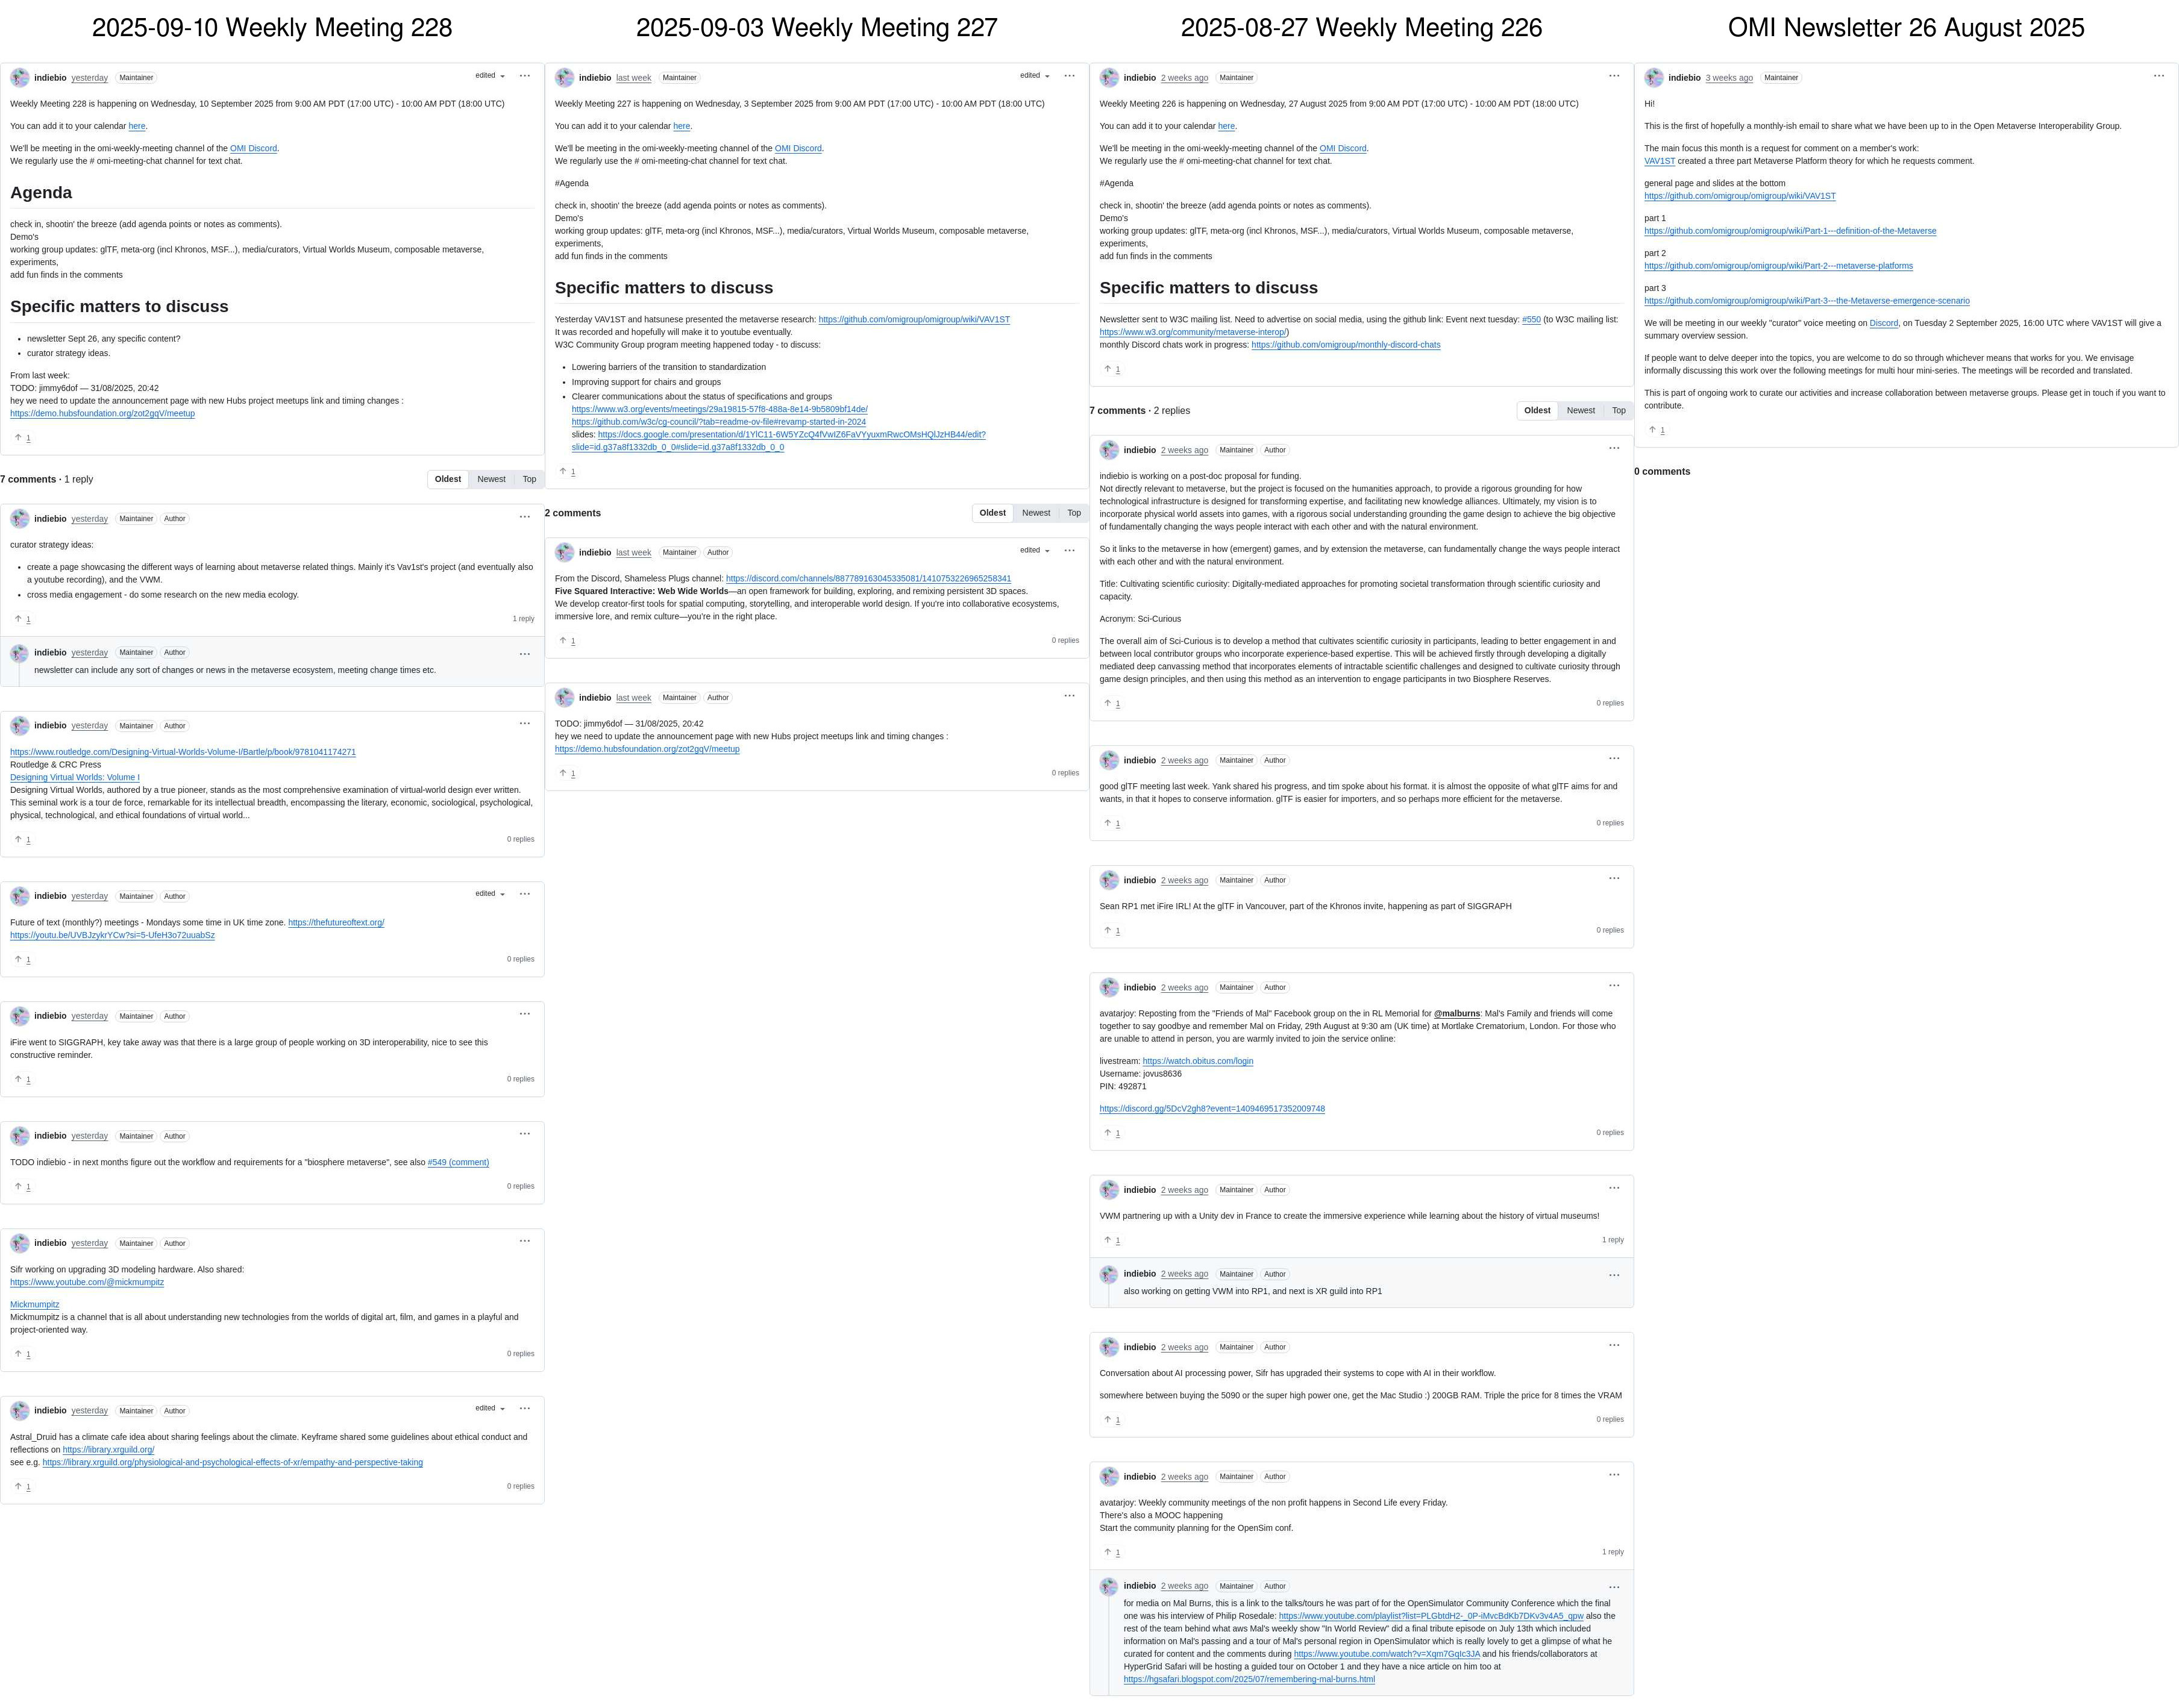 2025-09-10 Weekly Meeting 228
indiebio yesterday Maintainer edited
Weekly Meeting 228 is happening on Wednesday, 10 September 2025 from 9:00 AM PDT (17:00 UTC) - 10:00 AM PDT (18:00 UTC)
You can add it to your calendar here.
We'll be meeting in the omi-weekly-meeting channel of the OMI Discord.
We regularly use the # omi-meeting-chat channel for text chat.
Agenda
check in, shootin' the breeze (add agenda points or notes as comments).
Demo's
working group updates: glTF, meta-org (incl Khronos, MSF...), media/curators, Virtual Worlds Museum, composable metaverse,
experiments,
add fun finds in the comments
Specific matters to discuss
• newsletter Sept 26, any specific content?
• curator strategy ideas.
From last week:
TODO: jimmy6dof — 31/08/2025, 20:42
hey we need to update the announcement page with new Hubs project meetups link and timing changes :
https://demo.hubsfoundation.org/zot2gqV/meetup
↑ 1
7 comments · 1 reply
Oldest Newest Top
indiebio yesterday Maintainer Author
curator strategy ideas:
• create a page showcasing the different ways of learning about metaverse related things. Mainly it's Vav1st's project (and eventually also
a youtube recording), and the VWM.
• cross media engagement - do some research on the new media ecology.
↑ 1 1 reply
indiebio yesterday Maintainer Author
newsletter can include any sort of changes or news in the metaverse ecosystem, meeting change times etc.
indiebio yesterday Maintainer Author
https://www.routledge.com/Designing-Virtual-Worlds-Volume-I/Bartle/p/book/9781041174271
Routledge & CRC Press
Designing Virtual Worlds: Volume I
Designing Virtual Worlds, authored by a true pioneer, stands as the most comprehensive examination of virtual-world design ever written.
This seminal work is a tour de force, remarkable for its intellectual breadth, encompassing the literary, economic, sociological, psychological,
physical, technological, and ethical foundations of virtual world...
↑ 1 0 replies
indiebio yesterday Maintainer Author edited
Future of text (monthly?) meetings - Mondays some time in UK time zone. https://thefutureoftext.org/
https://youtu.be/UVBJzykrYCw?si=5-UfeH3o72uuabSz
↑ 1 0 replies
indiebio yesterday Maintainer Author
iFire went to SIGGRAPH, key take away was that there is a large group of people working on 3D interoperability, nice to see this
constructive reminder.
↑ 1 0 replies
indiebio yesterday Maintainer Author
TODO indiebio - in next months figure out the workflow and requirements for a "biosphere metaverse", see also #549 (comment)
↑ 1 0 replies
indiebio yesterday Maintainer Author
Sifr working on upgrading 3D modeling hardware. Also shared:
https://www.youtube.com/@mickmumpitz
Mickmumpitz
Mickmumpitz is a channel that is all about understanding new technologies from the worlds of digital art, film, and games in a playful and
project-oriented way.
↑ 1 0 replies
indiebio yesterday Maintainer Author edited
Astral_Druid has a climate cafe idea about sharing feelings about the climate. Keyframe shared some guidelines about ethical conduct and
reflections on https://library.xrguild.org/
see e.g. https://library.xrguild.org/physiological-and-psychological-effects-of-xr/empathy-and-perspective-taking
↑ 1 0 replies
2025-09-03 Weekly Meeting 227
indiebio last week Maintainer edited
Weekly Meeting 227 is happening on Wednesday, 3 September 2025 from 9:00 AM PDT (17:00 UTC) - 10:00 AM PDT (18:00 UTC)
You can add it to your calendar here.
We'll be meeting in the omi-weekly-meeting channel of the OMI Discord.
We regularly use the # omi-meeting-chat channel for text chat.
#Agenda
check in, shootin' the breeze (add agenda points or notes as comments).
Demo's
working group updates: glTF, meta-org (incl Khronos, MSF...), media/curators, Virtual Worlds Museum, composable metaverse,
experiments,
add fun finds in the comments
Specific matters to discuss
Yesterday VAV1ST and hatsunese presented the metaverse research: https://github.com/omigroup/omigroup/wiki/VAV1ST
It was recorded and hopefully will make it to youtube eventually.
W3C Community Group program meeting happened today - to discuss:
• Lowering barriers of the transition to standardization
• Improving support for chairs and groups
• Clearer communications about the status of specifications and groups
https://www.w3.org/events/meetings/29a19815-57f8-488a-8e14-9b5809bf14de/
https://github.com/w3c/cg-council/?tab=readme-ov-file#revamp-started-in-2024
slides: https://docs.google.com/presentation/d/1YlC11-6W5YZcQ4fVwIZ6FaVYyuxmRwcOMsHQlJzHB44/edit?
slide=id.g37a8f1332db_0_0#slide=id.g37a8f1332db_0_0
↑ 1
2 comments
Oldest Newest Top
indiebio last week Maintainer Author edited
From the Discord, Shameless Plugs channel: https://discord.com/channels/887789163045335081/1410753226965258341
Five Squared Interactive: Web Wide Worlds—an open framework for building, exploring, and remixing persistent 3D spaces.
We develop creator-first tools for spatial computing, storytelling, and interoperable world design. If you're into collaborative ecosystems,
immersive lore, and remix culture—you're in the right place.
↑ 1 0 replies
indiebio last week Maintainer Author
TODO: jimmy6dof — 31/08/2025, 20:42
hey we need to update the announcement page with new Hubs project meetups link and timing changes :
https://demo.hubsfoundation.org/zot2gqV/meetup
↑ 1 0 replies
2025-08-27 Weekly Meeting 226
indiebio 2 weeks ago Maintainer
Weekly Meeting 226 is happening on Wednesday, 27 August 2025 from 9:00 AM PDT (17:00 UTC) - 10:00 AM PDT (18:00 UTC)
You can add it to your calendar here.
We'll be meeting in the omi-weekly-meeting channel of the OMI Discord.
We regularly use the # omi-meeting-chat channel for text chat.
#Agenda
check in, shootin' the breeze (add agenda points or notes as comments).
Demo's
working group updates: glTF, meta-org (incl Khronos, MSF...), media/curators, Virtual Worlds Museum, composable metaverse,
experiments,
add fun finds in the comments
Specific matters to discuss
Newsletter sent to W3C mailing list. Need to advertise on social media, using the github link: Event next tuesday: #550 (to W3C mailing list:
https://www.w3.org/community/metaverse-interop/)
monthly Discord chats work in progress: https://github.com/omigroup/monthly-discord-chats
↑ 1
7 comments · 2 replies
Oldest Newest Top
indiebio 2 weeks ago Maintainer Author
indiebio is working on a post-doc proposal for funding.
Not directly relevant to metaverse, but the project is focused on the humanities approach, to provide a rigorous grounding for how
technological infrastructure is designed for transforming expertise, and facilitating new knowledge alliances. Ultimately, my vision is to
incorporate physical world assets into games, with a rigorous social understanding grounding the game design to achieve the big objective
of fundamentally changing the ways people interact with each other and with the natural environment.
So it links to the metaverse in how (emergent) games, and by extension the metaverse, can fundamentally change the ways people interact
with each other and with the natural environment.
Title: Cultivating scientific curiosity: Digitally-mediated approaches for promoting societal transformation through scientific curiosity and
capacity.
Acronym: Sci-Curious
The overall aim of Sci-Curious is to develop a method that cultivates scientific curiosity in participants, leading to better engagement in and
between local contributor groups who incorporate experience-based expertise. This will be achieved firstly through developing a digitally
mediated deep canvassing method that incorporates elements of intractable scientific challenges and designed to cultivate curiosity through
game design principles, and then using this method as an intervention to engage participants in two Biosphere Reserves.
↑ 1 0 replies
indiebio 2 weeks ago Maintainer Author
good glTF meeting last week. Yank shared his progress, and tim spoke about his format. it is almost the opposite of what glTF aims for and
wants, in that it hopes to conserve information. glTF is easier for importers, and so perhaps more efficient for the metaverse.
↑ 1 0 replies
indiebio 2 weeks ago Maintainer Author
Sean RP1 met iFire IRL! At the glTF in Vancouver, part of the Khronos invite, happening as part of SIGGRAPH
↑ 1 0 replies
indiebio 2 weeks ago Maintainer Author
avatarjoy: Reposting from the "Friends of Mal" Facebook group on the in RL Memorial for @malburns: Mal's Family and friends will come
together to say goodbye and remember Mal on Friday, 29th August at 9:30 am (UK time) at Mortlake Crematorium, London. For those who
are unable to attend in person, you are warmly invited to join the service online:
livestream: https://watch.obitus.com/login
Username: jovus8636
PIN: 492871
https://discord.gg/5DcV2gh8?event=1409469517352009748
↑ 1 0 replies
indiebio 2 weeks ago Maintainer Author
VWM partnering up with a Unity dev in France to create the immersive experience while learning about the history of virtual museums!
↑ 1 1 reply
indiebio 2 weeks ago Maintainer Author
also working on getting VWM into RP1, and next is XR guild into RP1
indiebio 2 weeks ago Maintainer Author
Conversation about AI processing power, Sifr has upgraded their systems to cope with AI in their workflow.
somewhere between buying the 5090 or the super high power one, get the Mac Studio :) 200GB RAM. Triple the price for 8 times the VRAM
↑ 1 0 replies
indiebio 2 weeks ago Maintainer Author
avatarjoy: Weekly community meetings of the non profit happens in Second Life every Friday.
There's also a MOOC happening
Start the community planning for the OpenSim conf.
↑ 1 1 reply
indiebio 2 weeks ago Maintainer Author
for media on Mal Burns, this is a link to the talks/tours he was part of for the OpenSimulator Community Conference which the final
one was his interview of Philip Rosedale: https://www.youtube.com/playlist?list=PLGbtdH2-_0P-iMvcBdKb7DKv3v4A5_qpw also the
rest of the team behind what aws Mal's weekly show "In World Review" did a final tribute episode on July 13th which included
information on Mal's passing and a tour of Mal's personal region in OpenSimulator which is really lovely to get a glimpse of what he
curated for content and the comments during https://www.youtube.com/watch?v=Xqm7GqIc3JA and his friends/collaborators at
HyperGrid Safari will be hosting a guided tour on October 1 and they have a nice article on him too at
https://hgsafari.blogspot.com/2025/07/remembering-mal-burns.html
OMI Newsletter 26 August 2025
indiebio 3 weeks ago Maintainer
Hi!
This is the first of hopefully a monthly-ish email to share what we have been up to in the Open Metaverse Interoperability Group.
The main focus this month is a request for comment on a member's work:
VAV1ST created a three part Metaverse Platform theory for which he requests comment.
general page and slides at the bottom
https://github.com/omigroup/omigroup/wiki/VAV1ST
part 1
https://github.com/omigroup/omigroup/wiki/Part-1---definition-of-the-Metaverse
part 2
https://github.com/omigroup/omigroup/wiki/Part-2---metaverse-platforms
part 3
https://github.com/omigroup/omigroup/wiki/Part-3---the-Metaverse-emergence-scenario
We will be meeting in our weekly "curator" voice meeting on Discord, on Tuesday 2 September 2025, 16:00 UTC where VAV1ST will give a
summary overview session.
If people want to delve deeper into the topics, you are welcome to do so through whichever means that works for you. We envisage
informally discussing this work over the following meetings for multi hour mini-series. The meetings will be recorded and translated.
This is part of ongoing work to curate our activities and increase collaboration between metaverse groups. Please get in touch if you want to
contribute.
↑ 1
0 comments